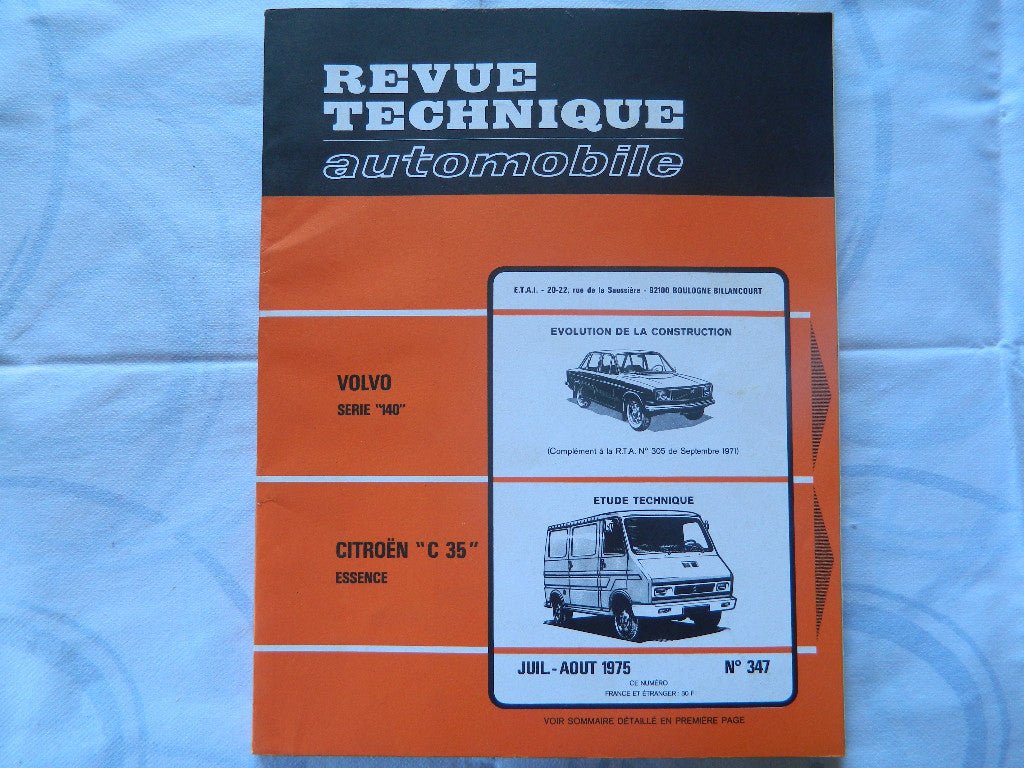 REVUE
TECHNIQUE
automobile
E.T.A.I. - 20-22, rue de la Saussière - 92100 BOULOGNE BILLANCOURT
EVOLUTION DE LA CONSTRUCTION
VOLVO
SERIE "140"
(Complément à la R.T.A. N° 305 de Septembre 1971)
ETUDE TECHNIQUE
CITROËN "C 35"
ESSENCE
JUIL.-AOUT 1975 N° 347
CE NUMÉRO
FRANCE ET ÉTRANGER : 30 F
VOIR SOMMAIRE DÉTAILLÉ EN PREMIÈRE PAGE